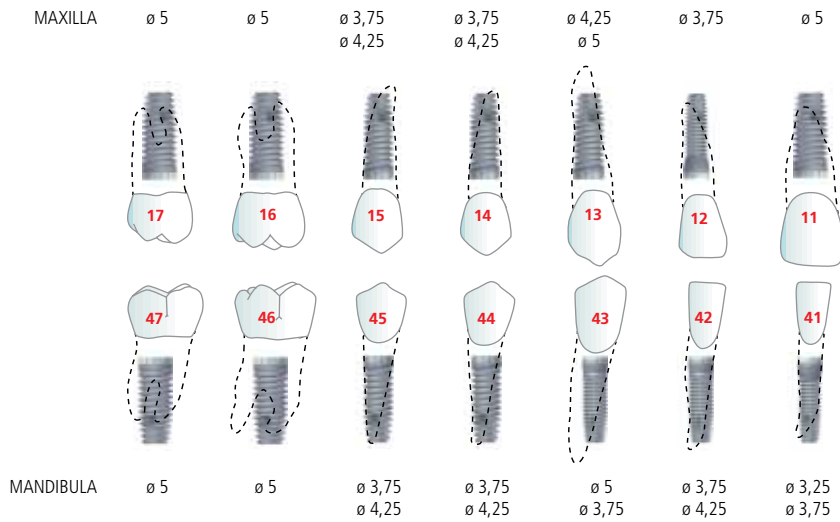 MAXILLA ø 5 ø 5 ø 3,75 ø 3,75 ø 4,25 ø 3,75 ø 5
ø 4,25 ø 4,25 ø 5
17 16 15 14 13 12 11
47 46 45 44 43 42 41
MANDIBULA ø 5 ø 5 ø 3,75 ø 3,75 ø 5 ø 3,75 ø 3,25
ø 4,25 ø 4,25 ø 3,75 ø 4,25 ø 3,75